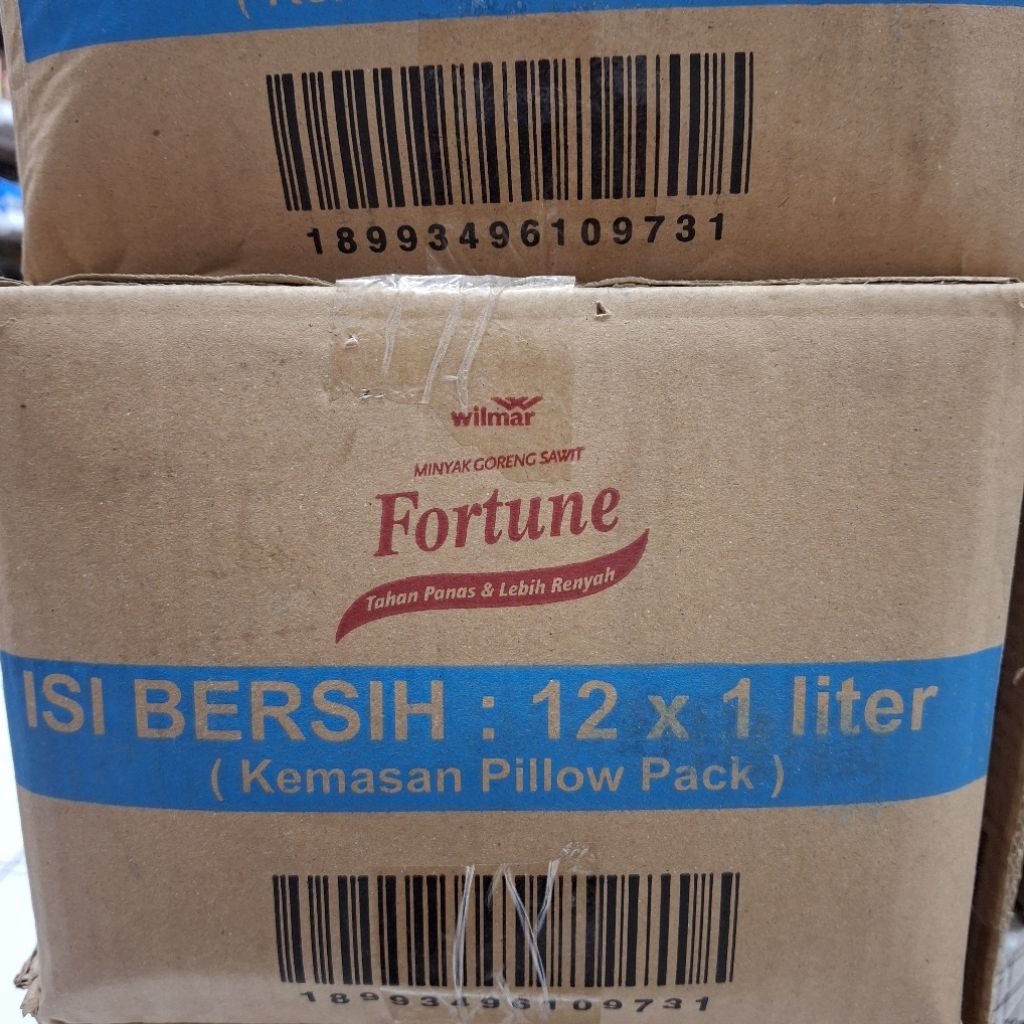 18993496109731
wilmar
MINYAK GORENG SAWIT
Fortune
Tahan Panas & Lebih Renyah
ISI BERSIH : 12 x 1 liter
( Kemasan Pillow Pack )
18993496109731